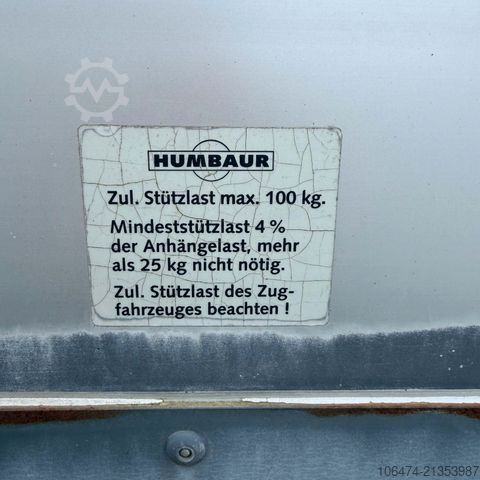 HUMBAUR
Zul. Stützlast max. 100 kg.
Mindeststützlast 4 %
der Anhängelast, mehr
als 25 kg nicht nötig.
Zul. Stützlast des Zug-
fahrzeuges beachten !
106474-21353987